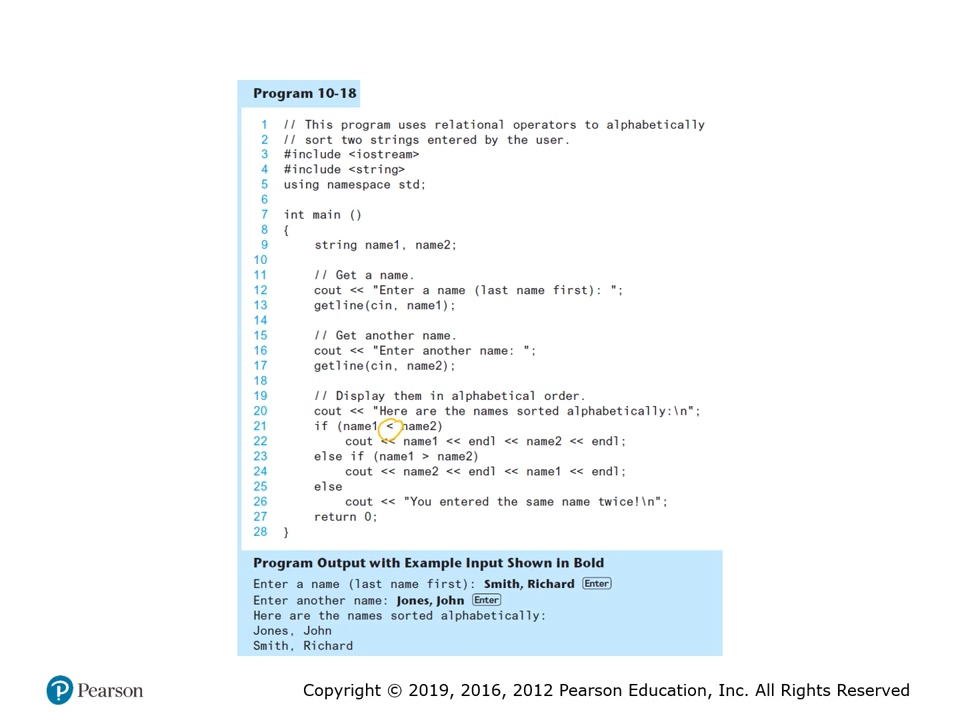 Program 10-18
1 // This program uses relational operators to alphabetically
2 // sort two strings entered by the user.
3 #include <iostream>
4 #include <string>
5 using namespace std;
6
7 int main ()
8 {
9 string name1, name2;
10
11 // Get a name.
12 cout << "Enter a name (last name first): ";
13 getline(cin, name1);
14
15 // Get another name.
16 cout << "Enter another name: ";
17 getline(cin, name2);
18
19 // Display them in alphabetical order.
20 cout << "Here are the names sorted alphabetically:\n";
21 if (name1 < name2)
22 cout << name1 << endl << name2 << endl;
23 else if (name1 > name2)
24 cout << name2 << endl << name1 << endl;
25 else
26 cout << "You entered the same name twice!\n";
27 return 0;
28 }
Program Output with Example Input Shown in Bold
Enter a name (last name first): Smith, Richard Enter
Enter another name: Jones, John Enter
Here are the names sorted alphabetically:
Jones, John
Smith, Richard
P Pearson
Copyright © 2019, 2016, 2012 Pearson Education, Inc. All Rights Reserved